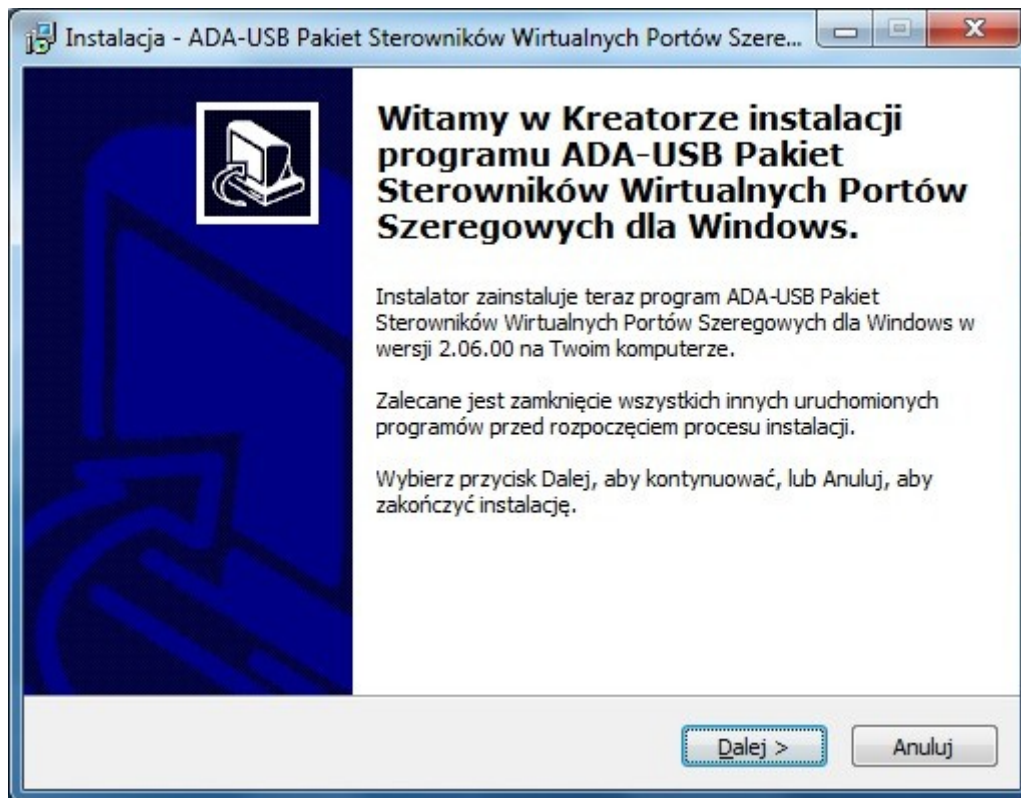 Instalacja - ADA-USB Pakiet Sterowników Wirtualnych Portów Szere...
Witamy w Kreatorze instalacji
programu ADA-USB Pakiet
Sterowników Wirtualnych Portów
Szeregowych dla Windows.
Instalator zainstaluje teraz program ADA-USB Pakiet
Sterowników Wirtualnych Portów Szeregowych dla Windows w
wersji 2.06.00 na Twoim komputerze.
Zalecane jest zamknięcie wszystkich innych uruchomionych
programów przed rozpoczęciem procesu instalacji.
Wybierz przycisk Dalej, aby kontynuować, lub Anuluj, aby
zakończyć instalację.
Dalej > Anuluj